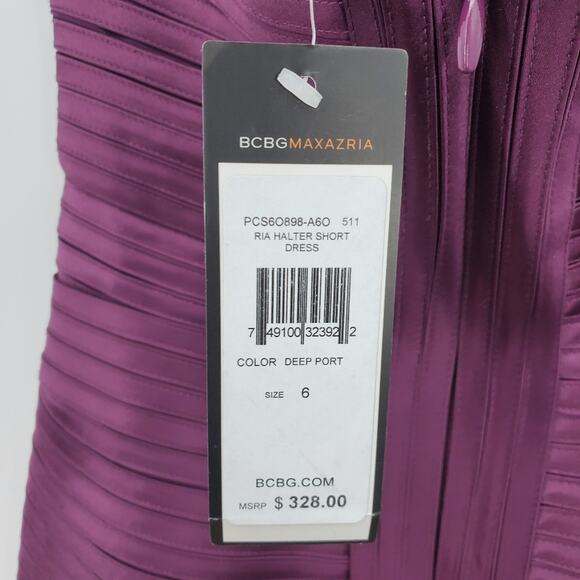 BCBGMAXAZRIA
PCS6O898-A6O 511
RIA HALTER SHORT
DRESS
7 49100 32392 2
COLOR DEEP PORT
SIZE 6
BCBG.COM
MSRP $ 328.00